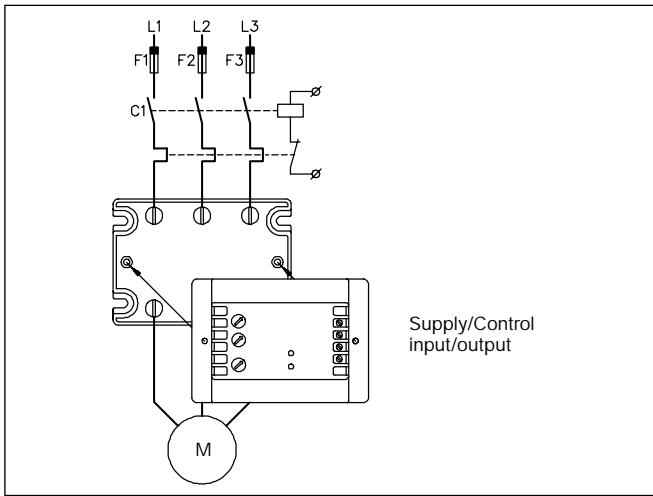 L1 L2 L3
F1 F2 F3
C1
Supply/Control
input/output
M